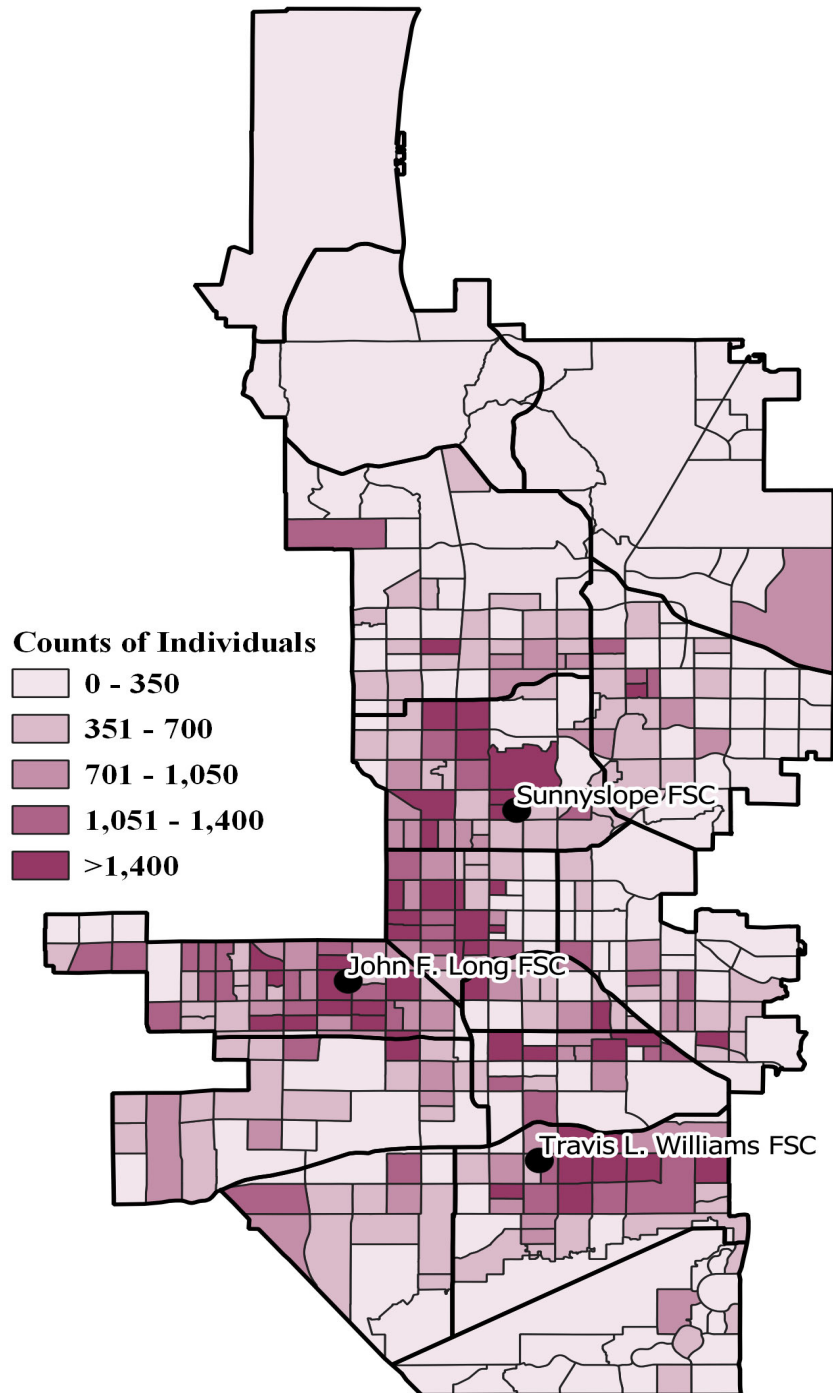 Counts of Individuals
0 - 350
351 - 700
701 - 1,050
1,051 - 1,400
>1,400
Sunnyslope FSC
John F. Long FSC
Travis L. Williams FSC